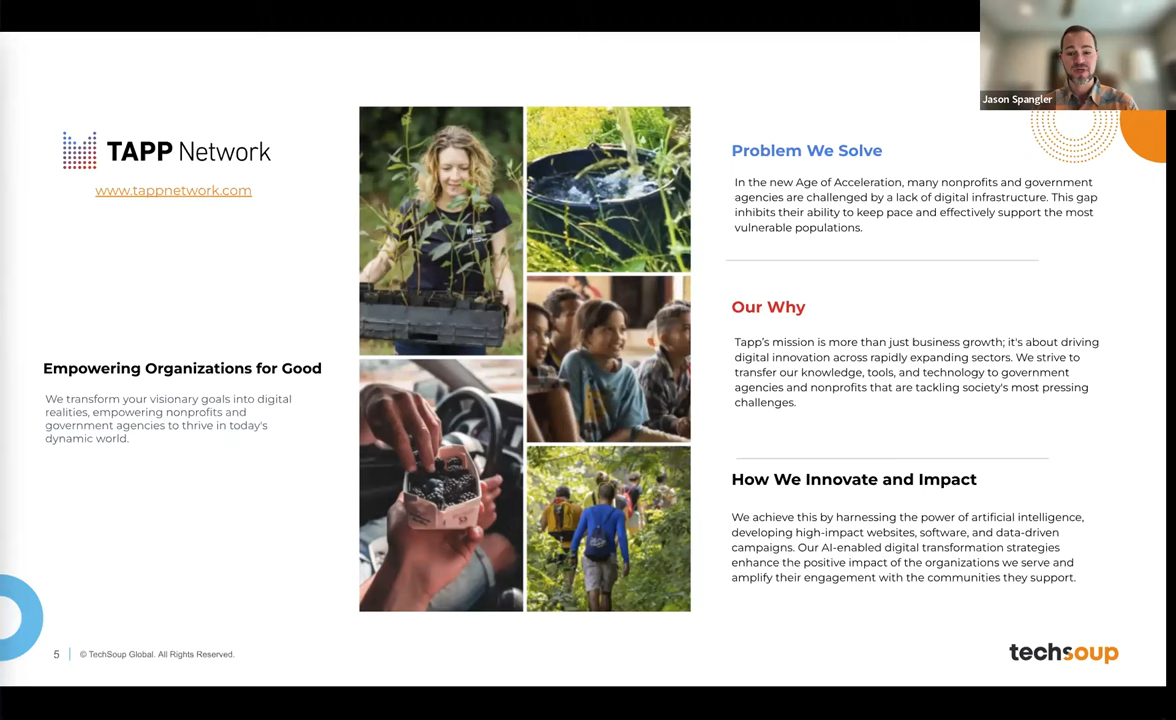 Jason Spangler
TAPP Network
www.tappnetwork.com
Empowering Organizations for Good
We transform your visionary goals into digital
realities, empowering nonprofits and
government agencies to thrive in today's
dynamic world.
Problem We Solve
In the new Age of Acceleration, many nonprofits and government
agencies are challenged by a lack of digital infrastructure. This gap
inhibits their ability to keep pace and effectively support the most
vulnerable populations.
Our Why
Tapp's mission is more than just business growth; it's about driving
digital innovation across rapidly expanding sectors. We strive to
transfer our knowledge, tools, and technology to government
agencies and nonprofits that are tackling society's most pressing
challenges.
How We Innovate and Impact
We achieve this by harnessing the power of artificial intelligence,
developing high-impact websites, software, and data-driven
campaigns. Our AI-enabled digital transformation strategies
enhance the positive impact of the organizations we serve and
amplify their engagement with the communities they support.
5
© TechSoup Global. All Rights Reserved.
techsoup